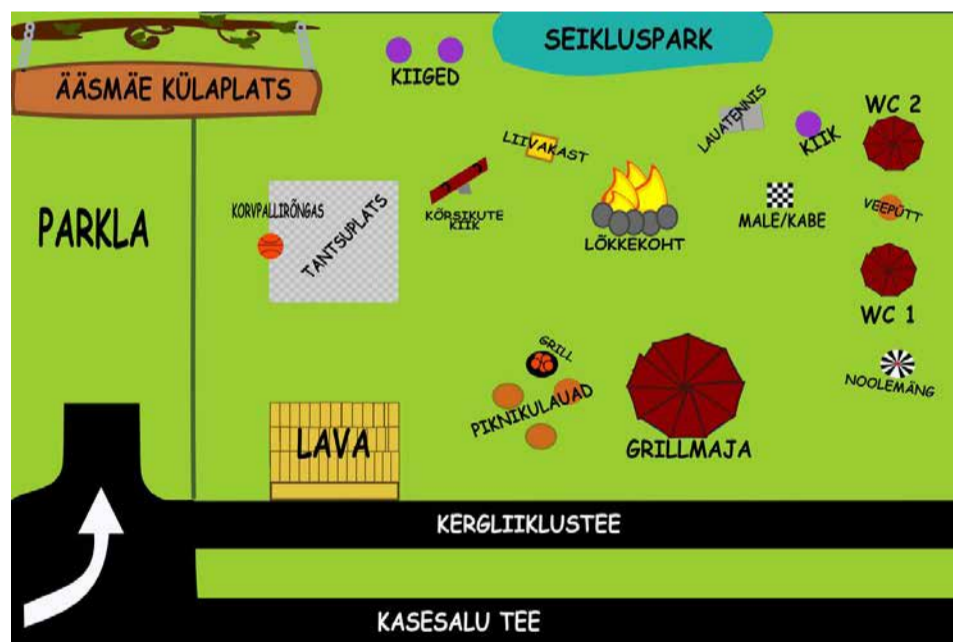 SEIKLUSPARK
KIIGED
ÄÄSMÄE KÜLAPLATS
LAUATENNIS
WC 2
KIIK
LIIVAKAST
KORVPALLIRÕNGAS
TANTSUPLATS
KÕRSIKUTE
KIIK
VEEPÜTT
PARKLA
MALE/KABE
LÕKKEKOHT
WC 1
GRILL
NOOLEMÄNG
PIKNIKULAUAD
LAVA
GRILLMAJA
KERGLIIKLUSTEE
KASESALU TEE